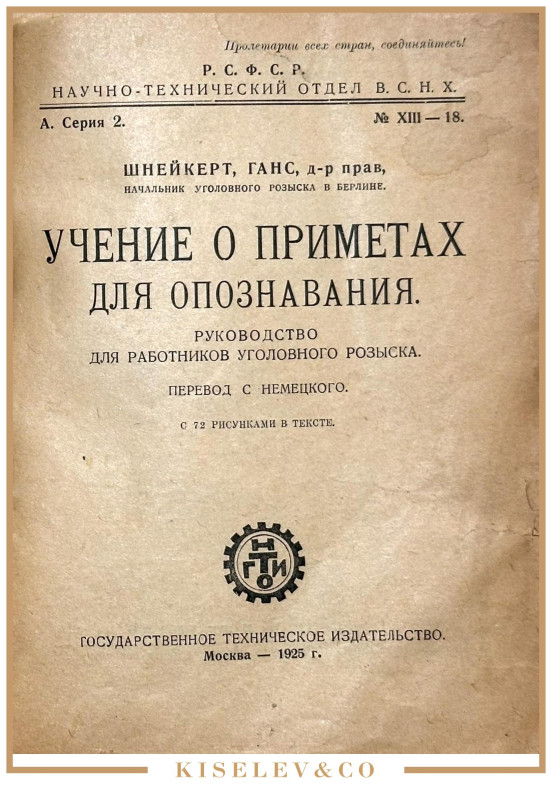 Пролетарии всех стран, соединяйтесь!
Р. С. Ф. С. Р.
НАУЧНО-ТЕХНИЧЕСКИЙ ОТДЕЛ В. С. Н. Х.
А. Серия 2.
№ XIII — 18.
ШНЕЙКЕРТ, ГАНС, д-р прав,
НАЧАЛЬНИК УГОЛОВНОГО РОЗЫСКА В БЕРЛИНЕ.
УЧЕНИЕ О ПРИМЕТАХ
ДЛЯ ОПОЗНАВАНИЯ.
РУКОВОДСТВО
ДЛЯ РАБОТНИКОВ УГОЛОВНОГО РОЗЫСКА.
ПЕРЕВОД С НЕМЕЦКОГО.
С 72 РИСУНКАМИ В ТЕКСТЕ.
Н
ГТИ
О
ГОСУДАРСТВЕННОЕ ТЕХНИЧЕСКОЕ ИЗДАТЕЛЬСТВО.
Москва — 1925 г.
KISELEV&CO